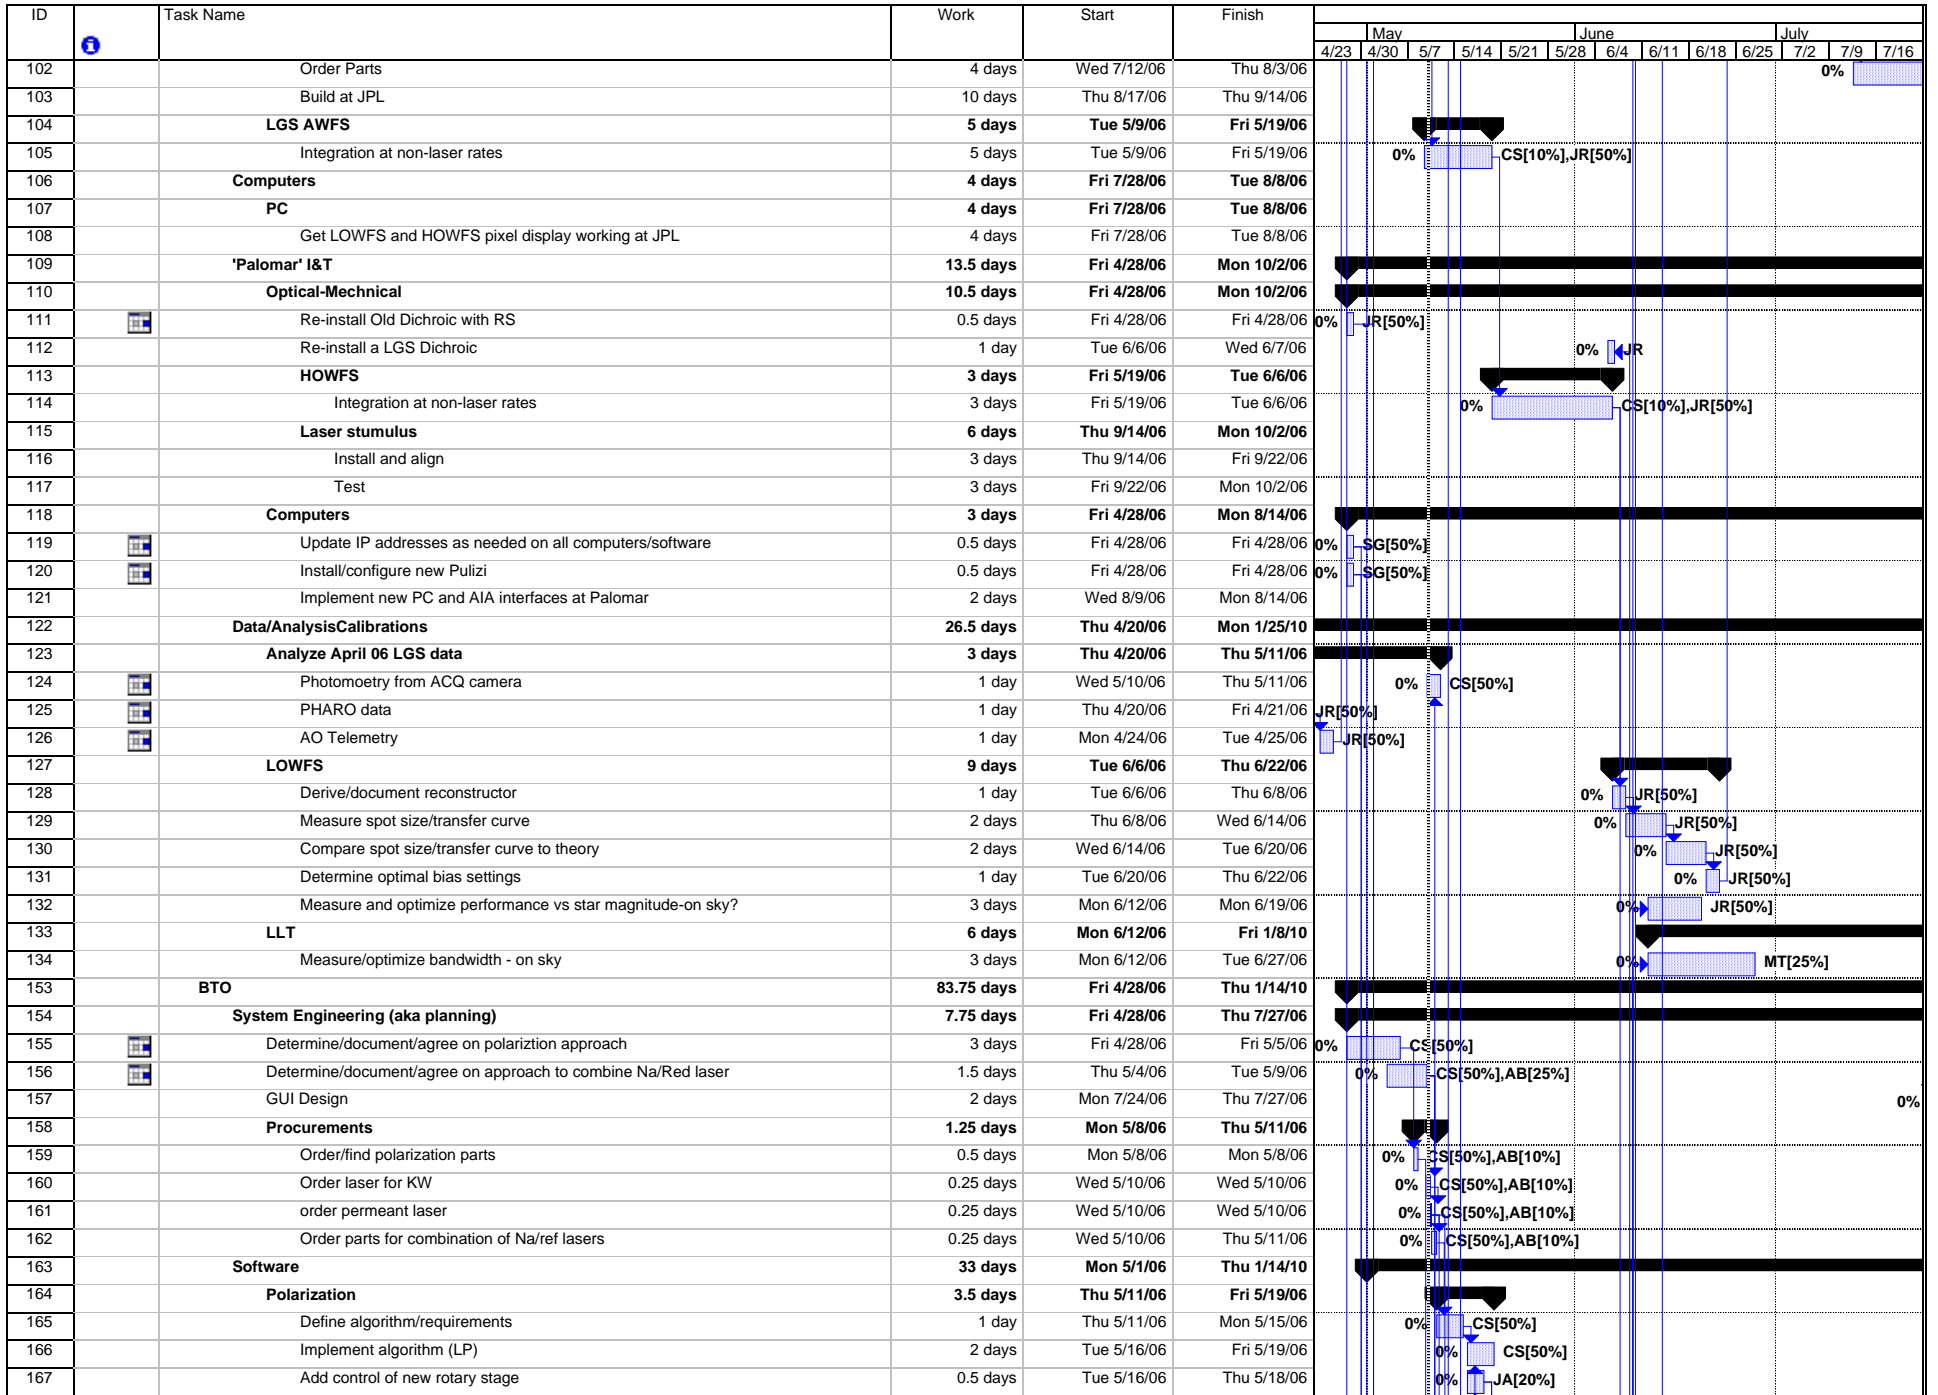 ID Task Name Work Start Finish
May June July
4/23 4/30 5/7 5/14 5/21 5/28 6/4 6/11 6/18 6/25 7/2 7/9 7/16
102 Order Parts 4 days Wed 7/12/06 Thu 8/3/06 0%
103 Build at JPL 10 days Thu 8/17/06 Thu 9/14/06
104 LGS AWFS 5 days Tue 5/9/06 Fri 5/19/06
105 Integration at non-laser rates 5 days Tue 5/9/06 Fri 5/19/06 0% CS[10%],JR[50%]
106 Computers 4 days Fri 7/28/06 Tue 8/8/06
107 PC 4 days Fri 7/28/06 Tue 8/8/06
108 Get LOWFS and HOWFS pixel display working at JPL 4 days Fri 7/28/06 Tue 8/8/06
109 'Palomar' I&T 13.5 days Fri 4/28/06 Mon 10/2/06
110 Optical-Mechnical 10.5 days Fri 4/28/06 Mon 10/2/06
111 Re-install Old Dichroic with RS 0.5 days Fri 4/28/06 Fri 4/28/06 0% JR[50%]
112 Re-install a LGS Dichroic 1 day Tue 6/6/06 Wed 6/7/06 0% JR
113 HOWFS 3 days Fri 5/19/06 Tue 6/6/06
114 Integration at non-laser rates 3 days Fri 5/19/06 Tue 6/6/06 0% CS[10%],JR[50%]
115 Laser stumulus 6 days Thu 9/14/06 Mon 10/2/06
116 Install and align 3 days Thu 9/14/06 Fri 9/22/06
117 Test 3 days Fri 9/22/06 Mon 10/2/06
118 Computers 3 days Fri 4/28/06 Mon 8/14/06
119 Update IP addresses as needed on all computers/software 0.5 days Fri 4/28/06 Fri 4/28/06 0% SG[50%]
120 Install/configure new Pulizi 0.5 days Fri 4/28/06 Fri 4/28/06 0% SG[50%]
121 Implement new PC and AIA interfaces at Palomar 2 days Wed 8/9/06 Mon 8/14/06
122 Data/AnalysisCalibrations 26.5 days Thu 4/20/06 Mon 1/25/10
123 Analyze April 06 LGS data 3 days Thu 4/20/06 Thu 5/11/06
124 Photomoetry from ACQ camera 1 day Wed 5/10/06 Thu 5/11/06 0% CS[50%]
125 PHARO data 1 day Thu 4/20/06 Fri 4/21/06 JR[50%]
126 AO Telemetry 1 day Mon 4/24/06 Tue 4/25/06 JR[50%]
127 LOWFS 9 days Tue 6/6/06 Thu 6/22/06
128 Derive/document reconstructor 1 day Tue 6/6/06 Thu 6/8/06 0% JR[50%]
129 Measure spot size/transfer curve 2 days Thu 6/8/06 Wed 6/14/06 0% JR[50%]
130 Compare spot size/transfer curve to theory 2 days Wed 6/14/06 Tue 6/20/06 0% JR[50%]
131 Determine optimal bias settings 1 day Tue 6/20/06 Thu 6/22/06 0% JR[50%]
132 Measure and optimize performance vs star magnitude-on sky? 3 days Mon 6/12/06 Mon 6/19/06 0% JR[50%]
133 LLT 6 days Mon 6/12/06 Fri 1/8/10
134 Measure/optimize bandwidth - on sky 3 days Mon 6/12/06 Tue 6/27/06 0% MT[25%]
153 BTO 83.75 days Fri 4/28/06 Thu 1/14/10
154 System Engineering (aka planning) 7.75 days Fri 4/28/06 Thu 7/27/06
155 Determine/document/agree on polariztion approach 3 days Fri 4/28/06 Fri 5/5/06 0% CS[50%]
156 Determine/document/agree on approach to combine Na/Red laser 1.5 days Thu 5/4/06 Tue 5/9/06 0% CS[50%],AB[25%]
157 GUI Design 2 days Mon 7/24/06 Thu 7/27/06 0%
158 Procurements 1.25 days Mon 5/8/06 Thu 5/11/06
159 Order/find polarization parts 0.5 days Mon 5/8/06 Mon 5/8/06 0% CS[50%],AB[10%]
160 Order laser for KW 0.25 days Wed 5/10/06 Wed 5/10/06 0% CS[50%],AB[10%]
161 order permeant laser 0.25 days Wed 5/10/06 Wed 5/10/06 0% CS[50%],AB[10%]
162 Order parts for combination of Na/ref lasers 0.25 days Wed 5/10/06 Thu 5/11/06 0% CS[50%],AB[10%]
163 Software 33 days Mon 5/1/06 Thu 1/14/10
164 Polarization 3.5 days Thu 5/11/06 Fri 5/19/06
165 Define algorithm/requirements 1 day Thu 5/11/06 Mon 5/15/06 0% CS[50%]
166 Implement algorithm (LP) 2 days Tue 5/16/06 Fri 5/19/06 0% CS[50%]
167 Add control of new rotary stage 0.5 days Tue 5/16/06 Thu 5/18/06 0% JA[20%]